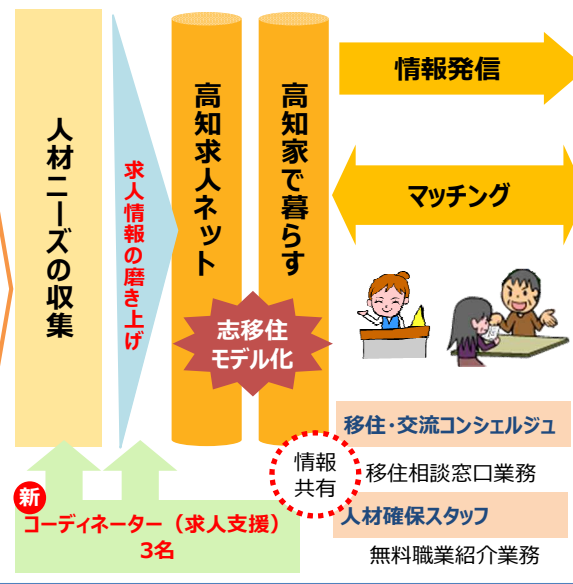 人材ニーズの収集
求人情報の磨き上げ
高知求人ネット
高知家で暮らす
志移住
モデル化
情報発信
マッチング
移住・交流コンシェルジュ
移住相談窓口業務
情報
共有
人材確保スタッフ
無料職業紹介業務
新
コーディネーター（求人支援）
3名